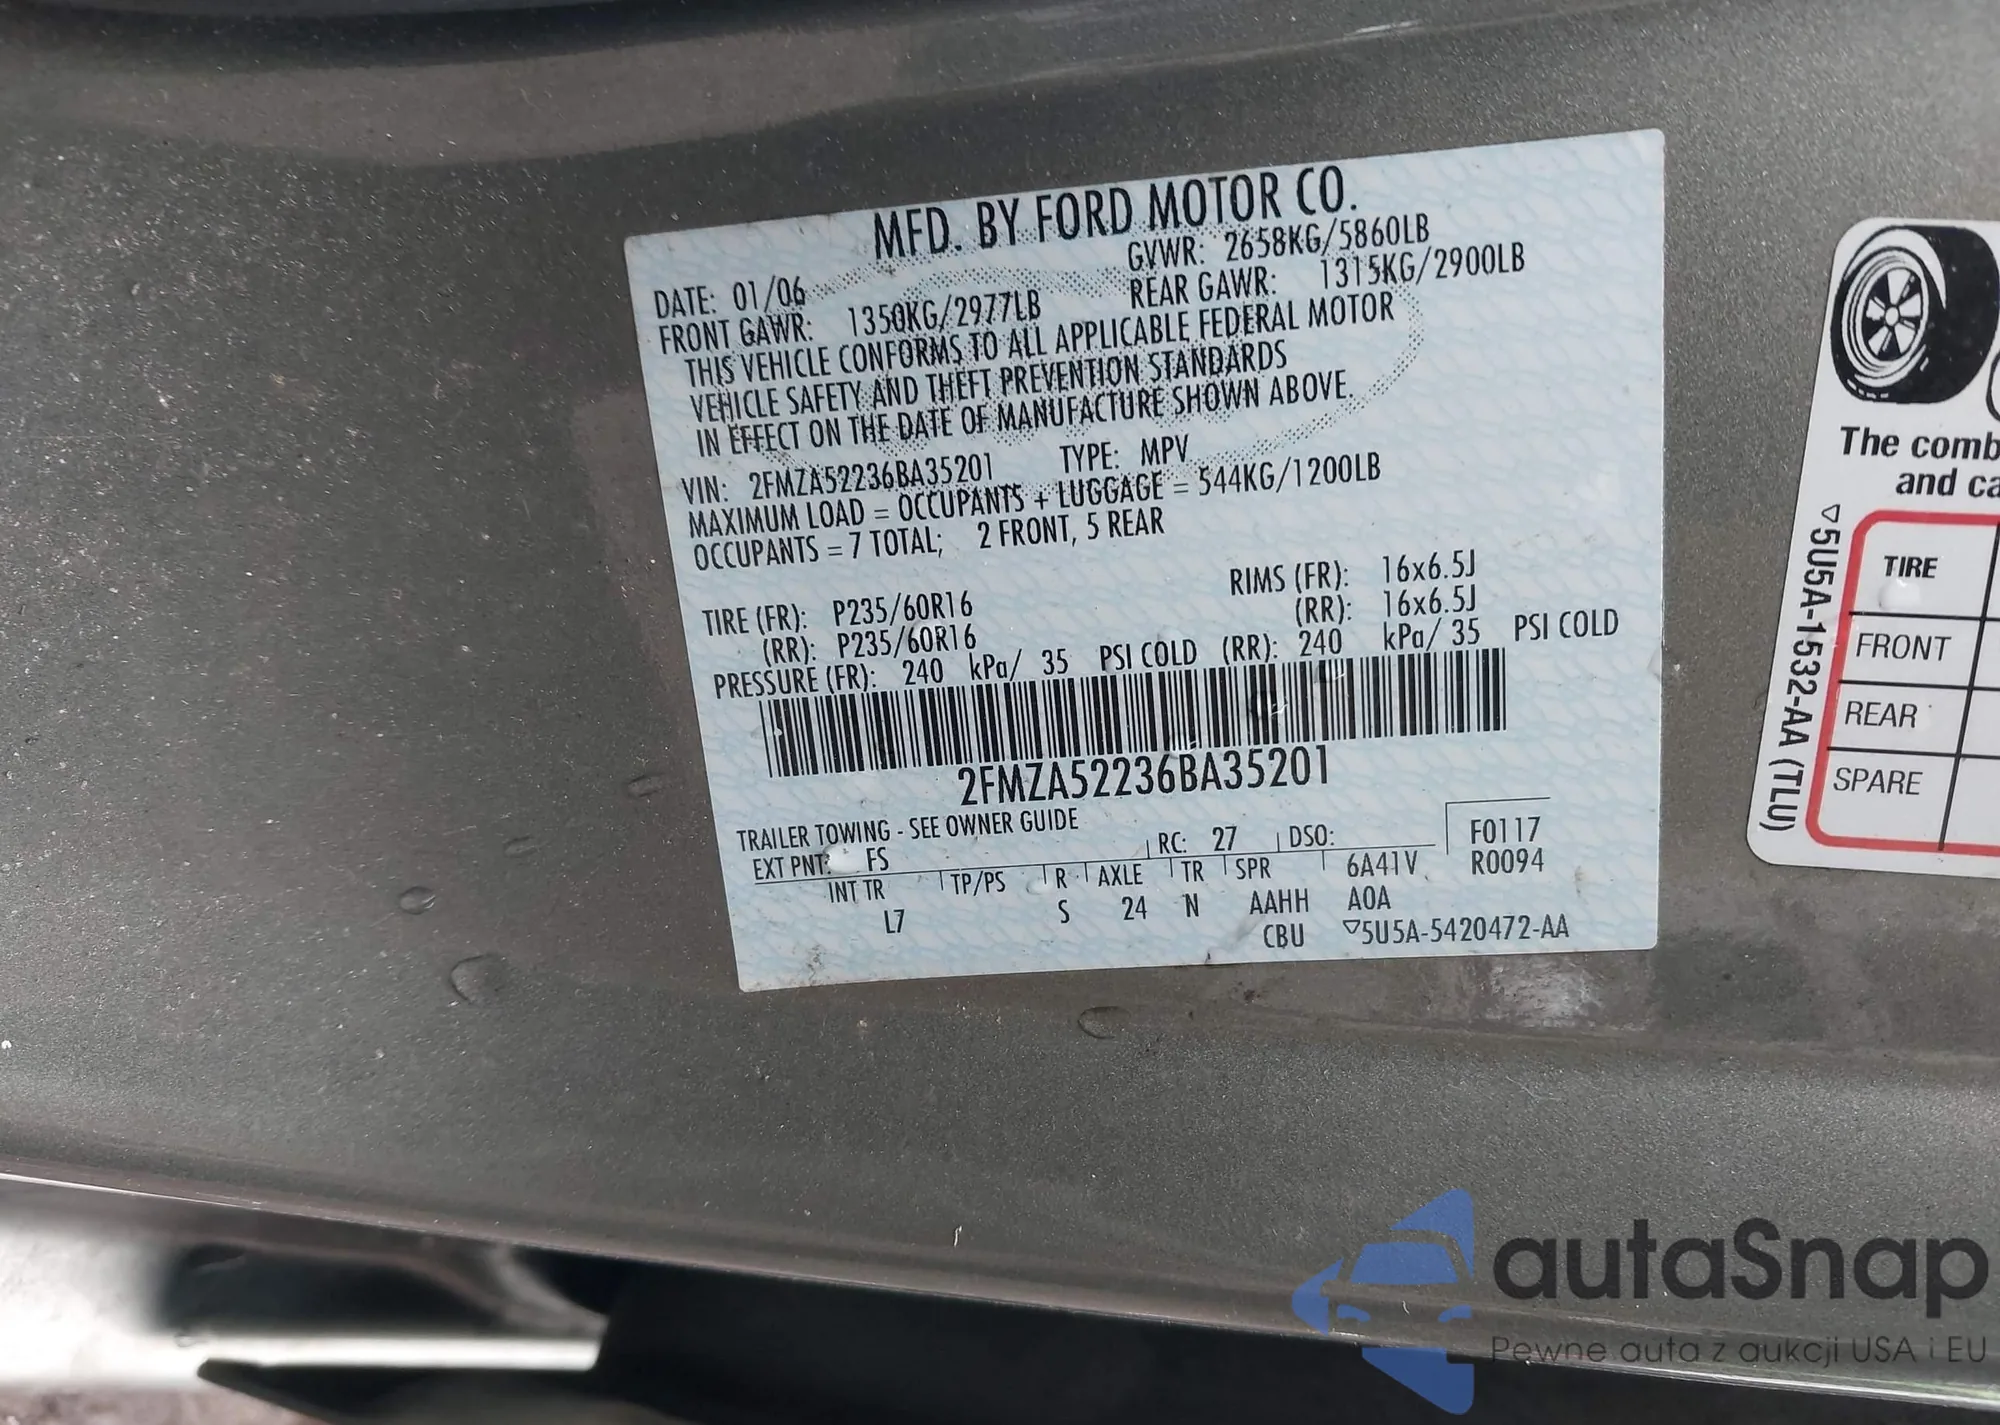 MFD. BY FORD MOTOR CO.
DATE: 01/06 GVWR: 2658KG/5860LB
FRONT GAWR: 1350KG/2977LB REAR GAWR: 1315KG/2900LB
THIS VEHICLE CONFORMS TO ALL APPLICABLE FEDERAL MOTOR
VEHICLE SAFETY AND THEFT PREVENTION STANDARDS
IN EFFECT ON THE DATE OF MANUFACTURE SHOWN ABOVE.
VIN: 2FMZA52236BA35201 TYPE: MPV
MAXIMUM LOAD = OCCUPANTS + LUGGAGE = 544KG/1200LB
OCCUPANTS = 7 TOTAL; 2 FRONT, 5 REAR
TIRE (FR): P235/60R16 RIMS (FR): 16x6.5J
(RR): P235/60R16 (RR): 16x6.5J
PRESSURE (FR): 240 kPa/ 35 PSI COLD (RR): 240 kPa/ 35 PSI COLD
2FMZA52236BA35201
TRAILER TOWING - SEE OWNER GUIDE
EXT PNT: FS RC: 27 DSO: F0117
INT TR TP/PS R AXLE TR SPR 6A41V R0094
L7 S 24 N AAHH A0A
CBU ▽5U5A-5420472-AA
The comb
and ca
▽5U5A-1532-AA (TLU)
TIRE
FRONT
REAR
SPARE
autaSnap
Pewne auta z aukcji USA i EU